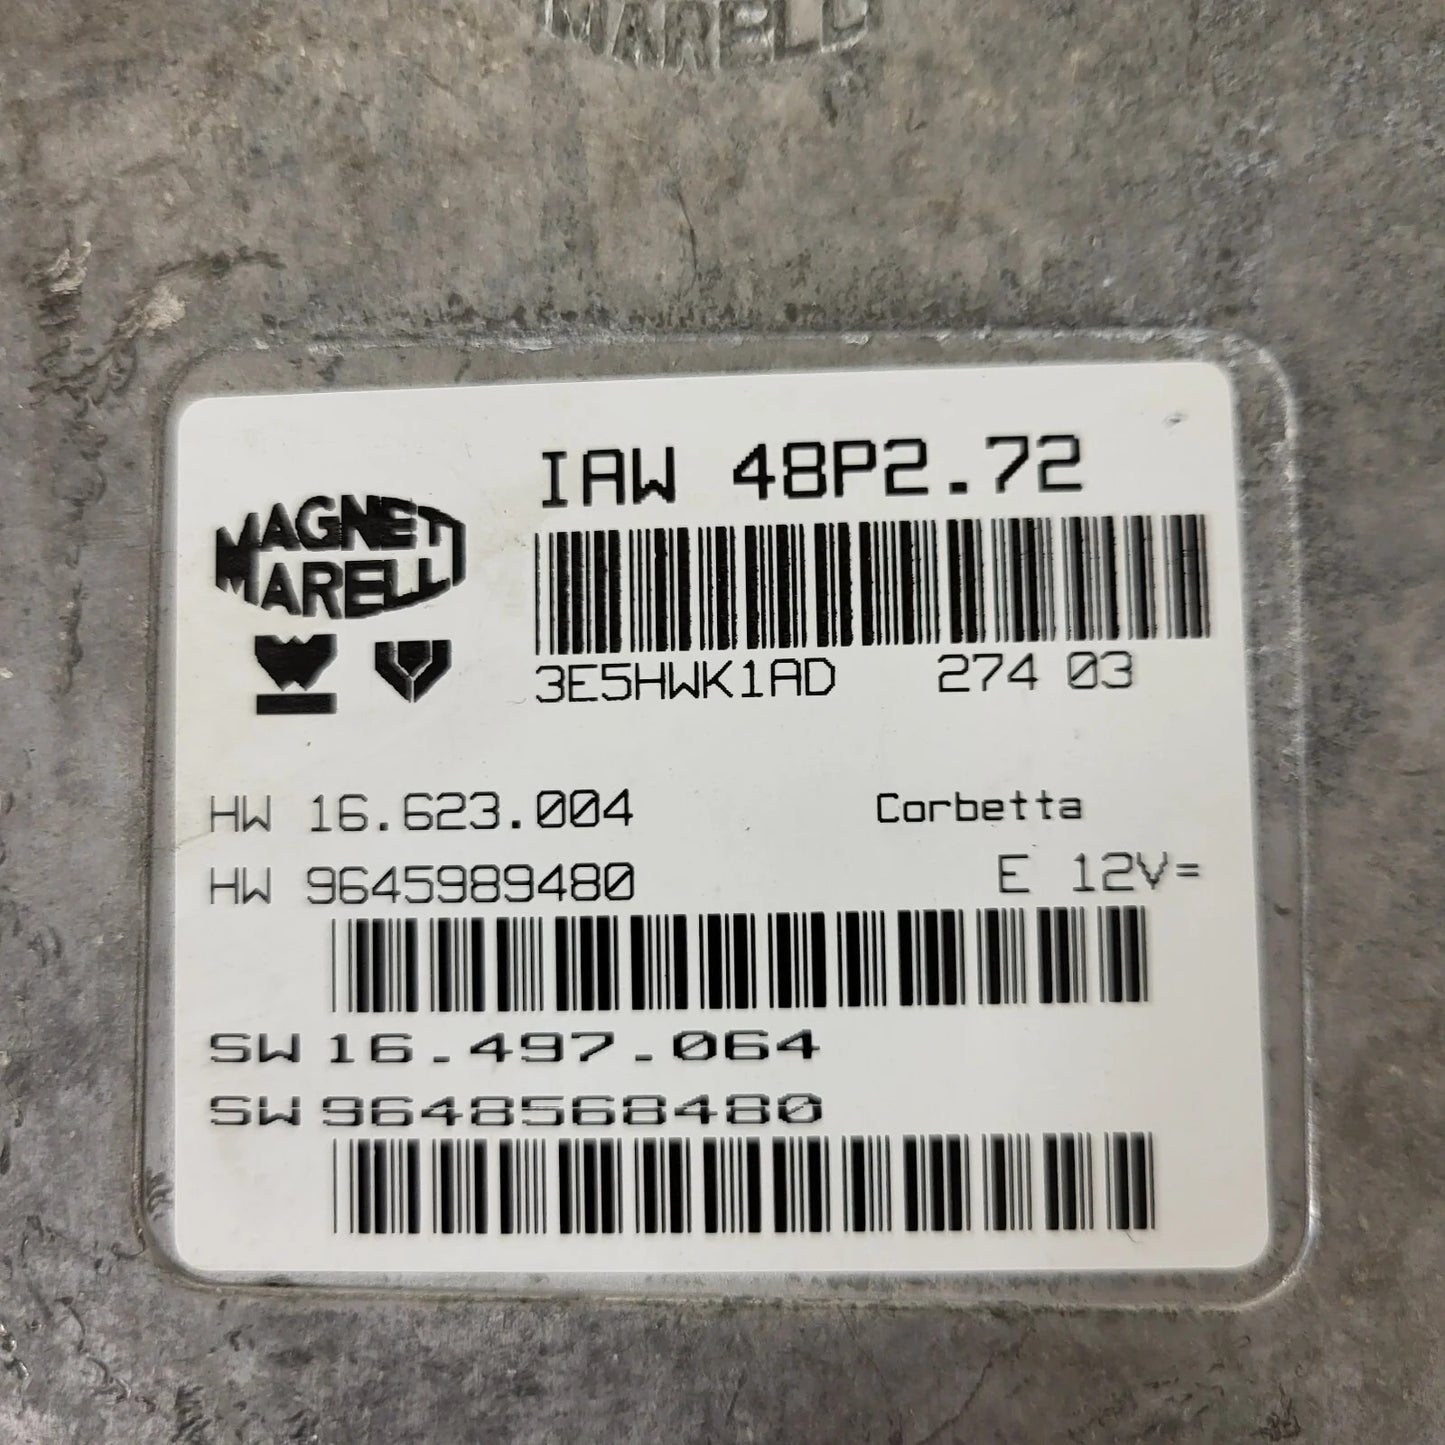 MARELLI
IAW 48P2.72
MAGNETI
MARELLI
3E5HWK1AD 274 03
HW 16.623.004 Corbetta
HW 9645989480 E 12V=
SW 16.497.064
SW 9648568480